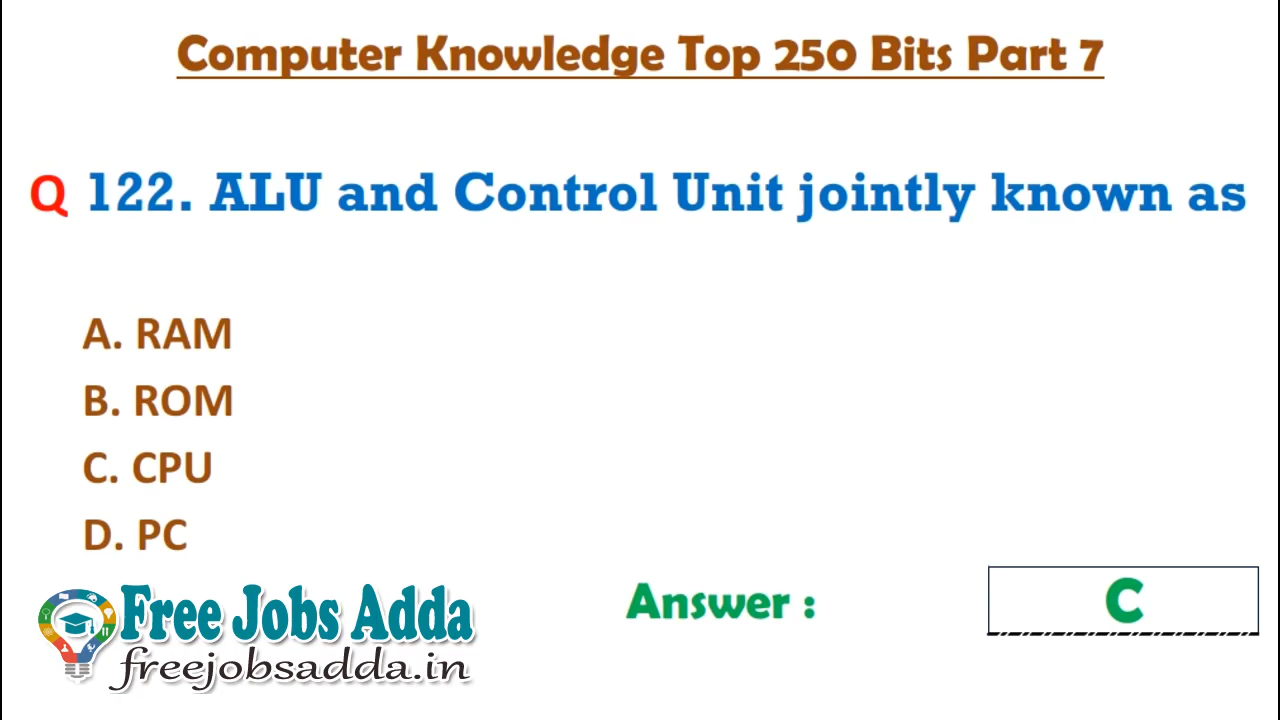 Computer Knowledge Top 250 Bits Part 7
Q 122. ALU and Control Unit jointly known as
A. RAM
B. ROM
C. CPU
D. PC
Answer : C
Free Jobs Adda
freejobsadda.in